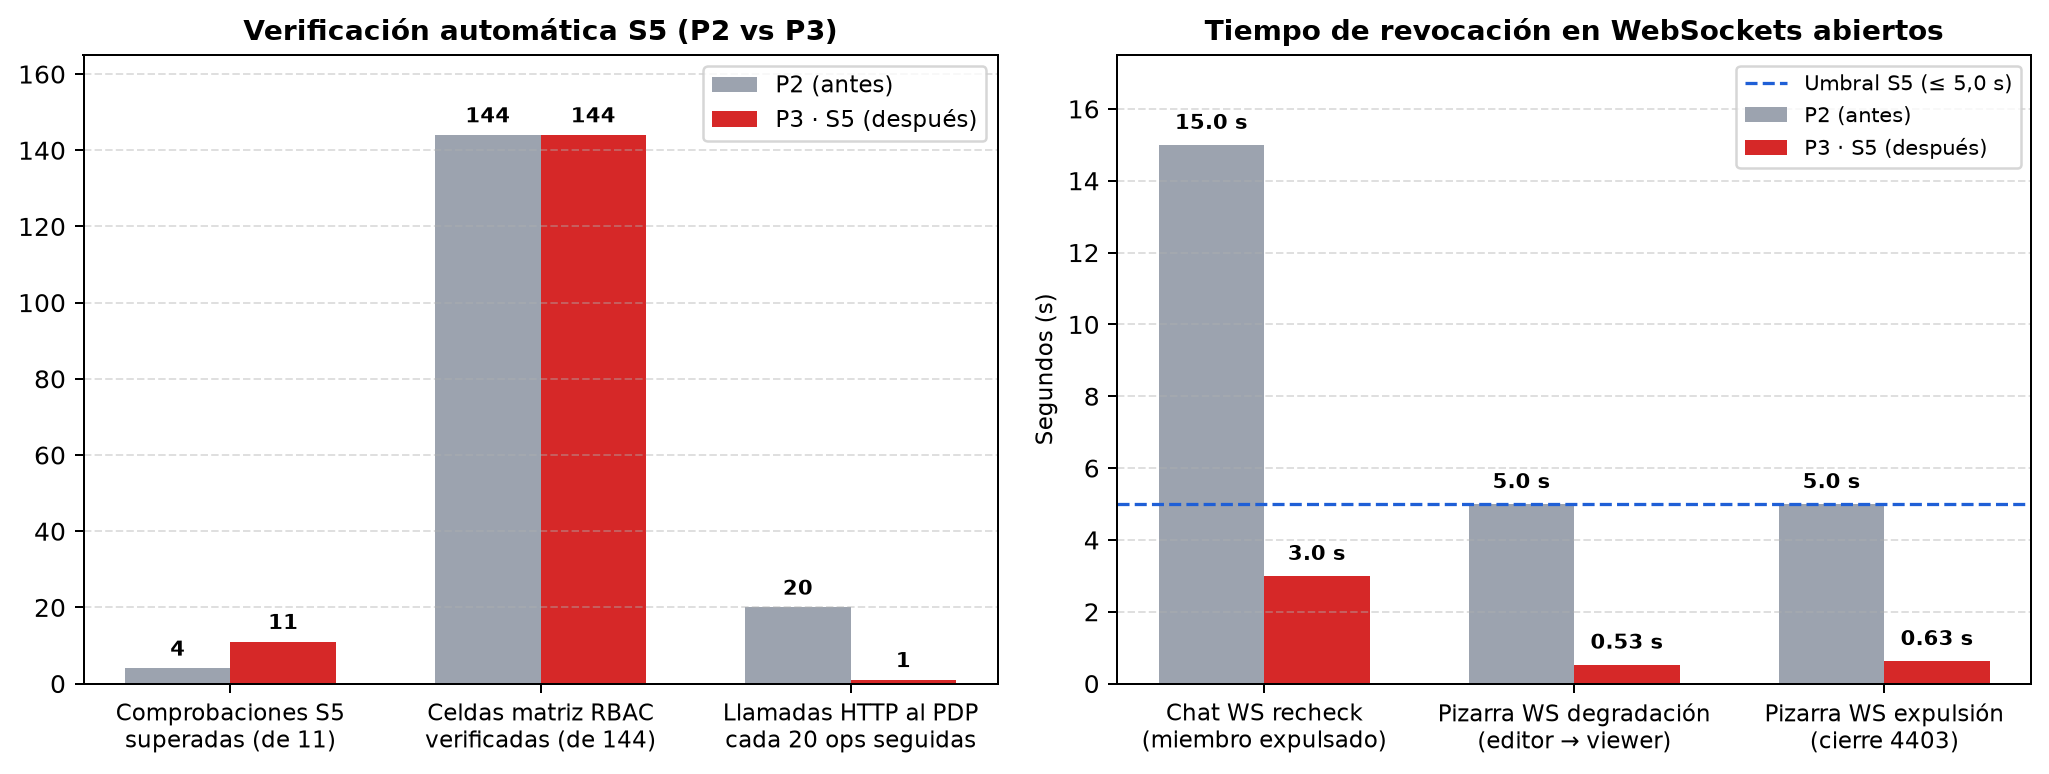 Verificación automática S5 (P2 vs P3)
160
140
120
100
80
60
40
20
0
P2 (antes)
P3 · S5 (después)
4
11
144
144
20
1
Comprobaciones S5
superadas (de 11)
Celdas matriz RBAC
verificadas (de 144)
Llamadas HTTP al PDP
cada 20 ops seguidas
Tiempo de revocación en WebSockets abiertos
Segundos (s)
16
14
12
10
8
6
4
2
0
Umbral S5 (≤ 5,0 s)
P2 (antes)
P3 · S5 (después)
15.0 s
3.0 s
5.0 s
0.53 s
5.0 s
0.63 s
Chat WS recheck
(miembro expulsado)
Pizarra WS degradación
(editor → viewer)
Pizarra WS expulsión
(cierre 4403)